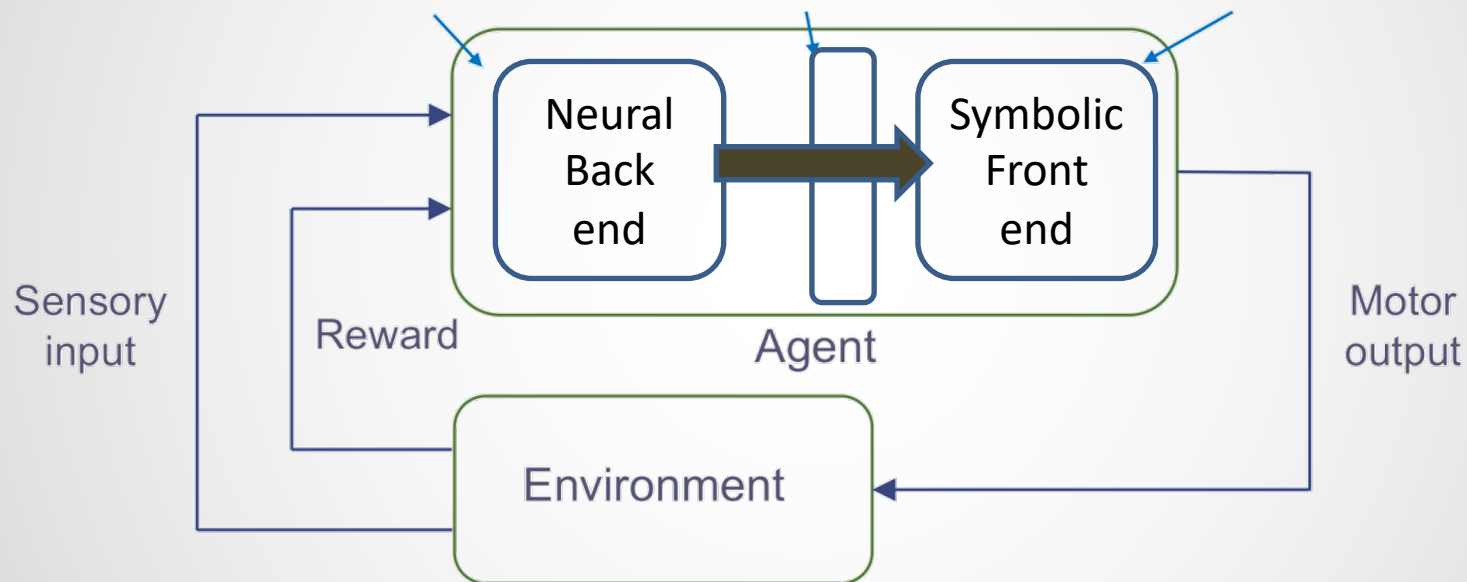 Neural
Back
end
Symbolic
Front
end
Sensory
input
Reward
Agent
Motor
output
Environment